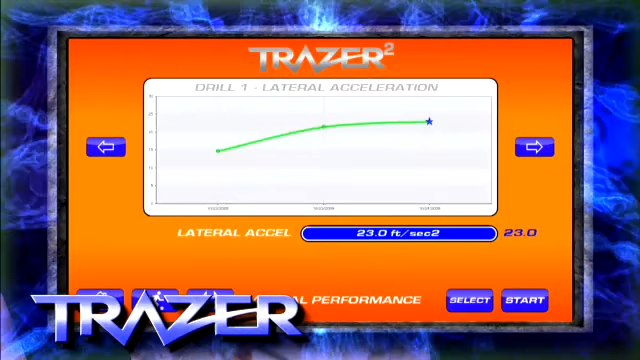 TRAZER2
DRILL 1 - LATERAL ACCELERATION
LATERAL ACCEL 23.0 ft/sec2 23.0
PERFORMANCE SELECT START
TRAZER